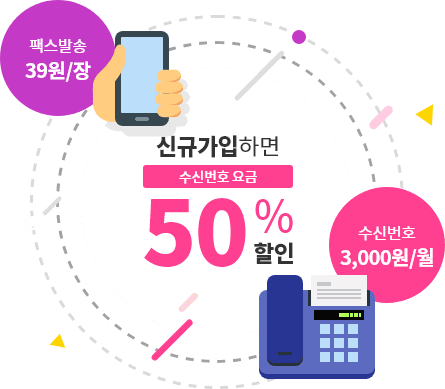 팩스발송
39원/장
신규가입하면
수신번호 요금
50%
할인
수신번호
3,000원/월